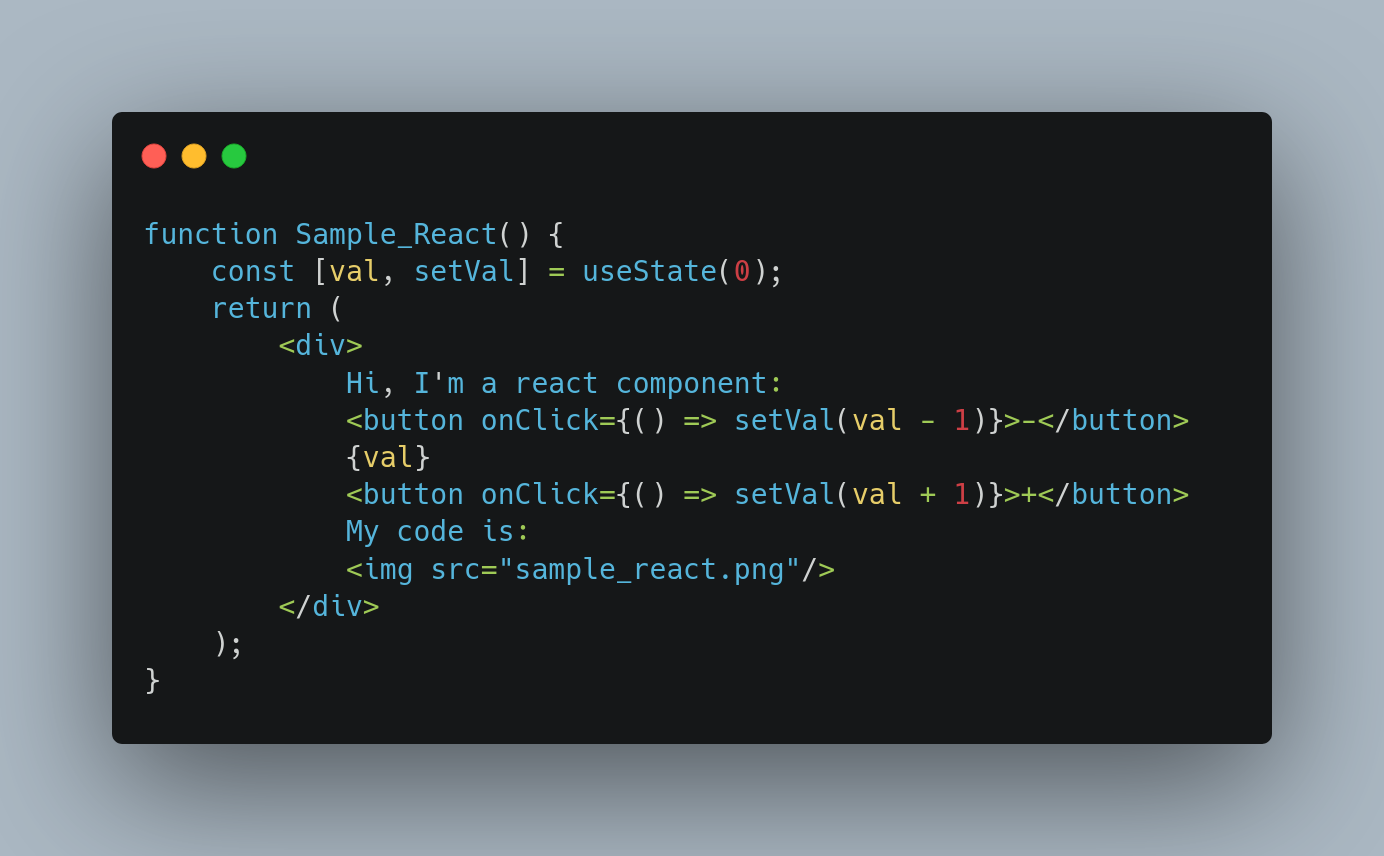 function Sample_React() {
    const [val, setVal] = useState(0);
    return (
        <div>
            Hi, I'm a react component:
            <button onClick={() => setVal(val - 1)}>-</button>
            {val}
            <button onClick={() => setVal(val + 1)}>+</button>
            My code is:
            <img src="sample_react.png"/>
        </div>
    );
}